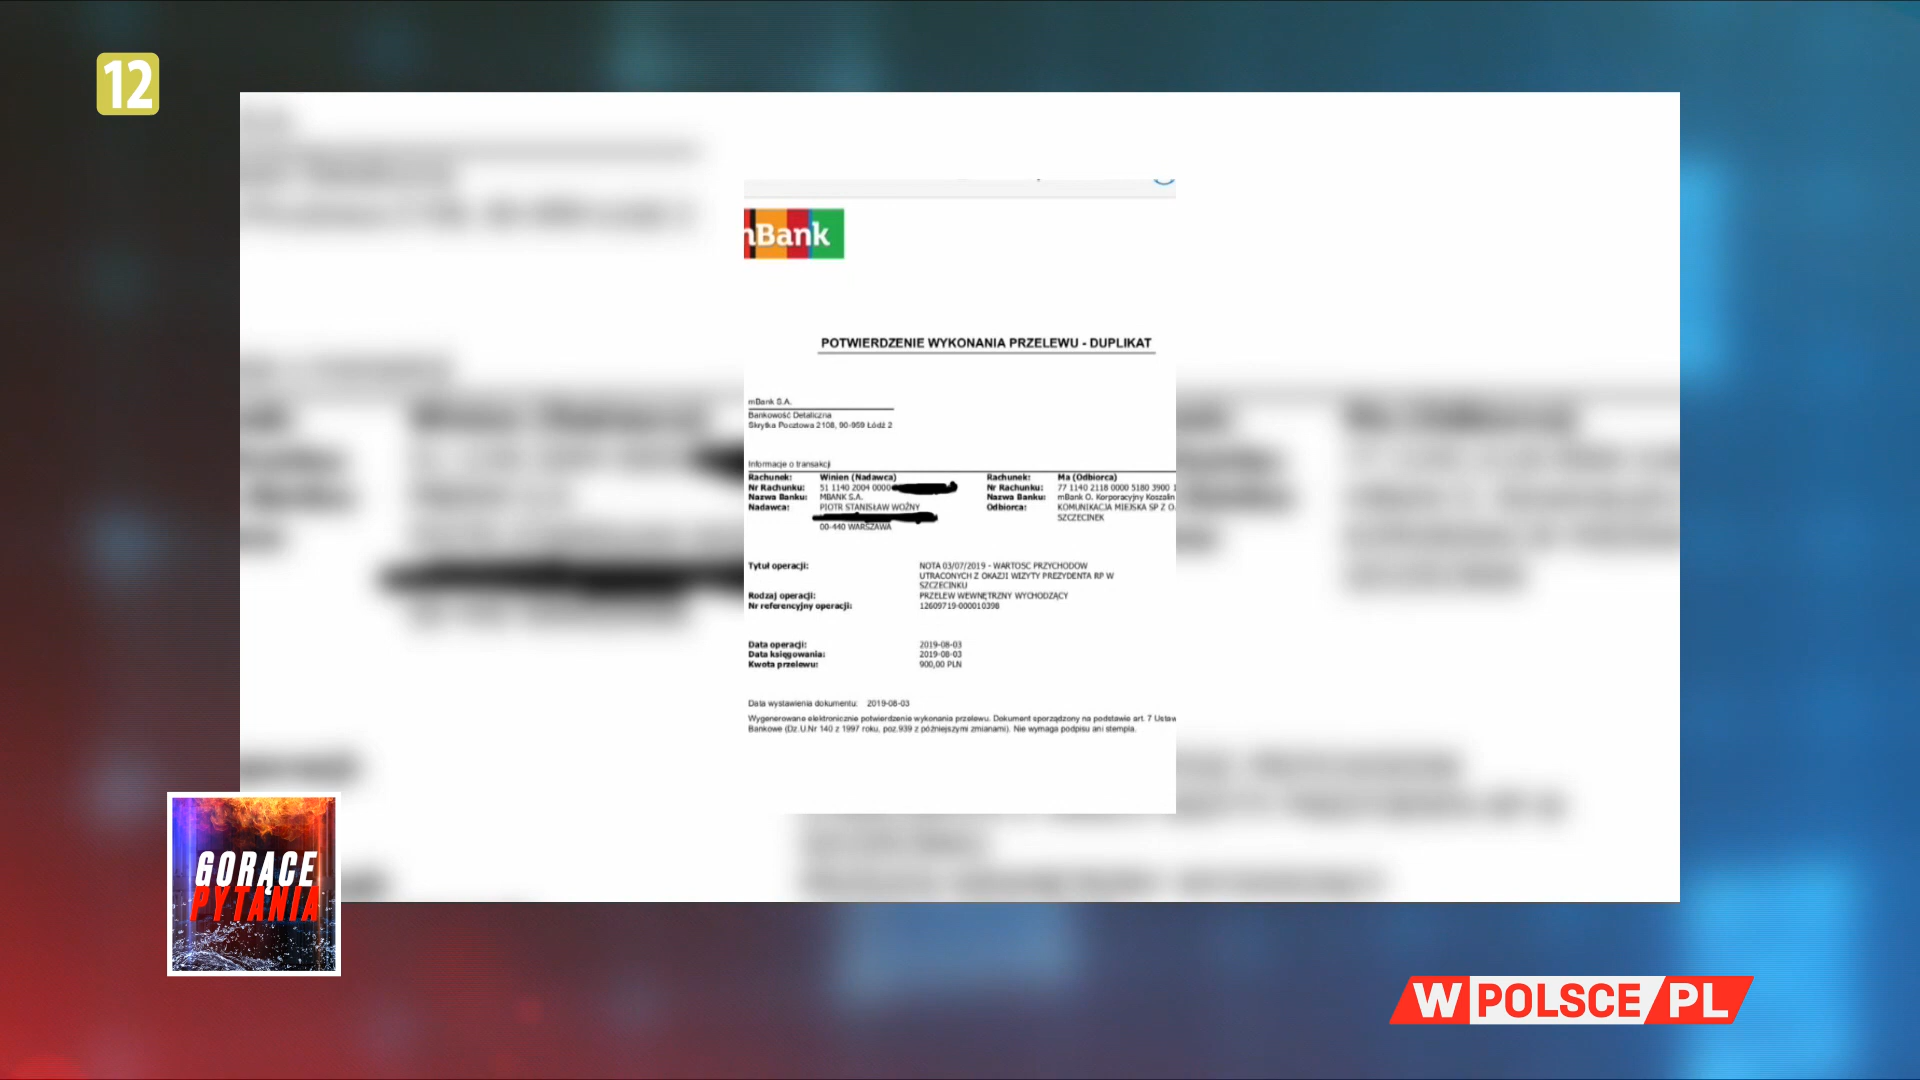 12
mBank
POTWIERDZENIE WYKONANIA PRZELEWU - DUPLIKAT
mBank S.A.
Bankowość Detaliczna
Skrytka Pocztowa 2108, 90-959 Łódź 2
Informacje o transakcji
Rachunek: Winien (Nadawca) Rachunek: Ma (Odbiorca)
Nr Rachunku: 51 1140 2004 0000 Nr Rachunku: 77 1140 2118 0000 5180 3900 1
Nazwa Banku: MBANK S.A. Nazwa Banku: mBank O. Korporacyjny Koszalin
Nadawca: PIOTR STANISŁAW WOŹNY Odbiorca: KOMUNIKACJA MIEJSKA SP Z O.
SZCZECINEK
00-440 WARSZAWA
Tytuł operacji: NOTA 03/07/2019 - WARTOSC PRZYCHODOW
UTRACONYCH Z OKAZJI WIZYTY PREZYDENTA RP W
SZCZECINKU
Rodzaj operacji: PRZELEW WEWNĘTRZNY WYCHODZĄCY
Nr referencyjny operacji: 12609719-000010398
Data operacji: 2019-08-03
Data księgowania: 2019-08-03
Kwota przelewu: 900,00 PLN
Data wystawienia dokumentu: 2019-08-03
Wygenerowane elektronicznie potwierdzenie wykonania przelewu. Dokument sporządzony na podstawie art. 7 Ustaw
Bankowe (Dz.U.Nr 140 z 1997 roku, poz.939 z późniejszymi zmianami). Nie wymaga podpisu ani stempla.
GORĄCE
PYTANIA
W POLSCE/PL